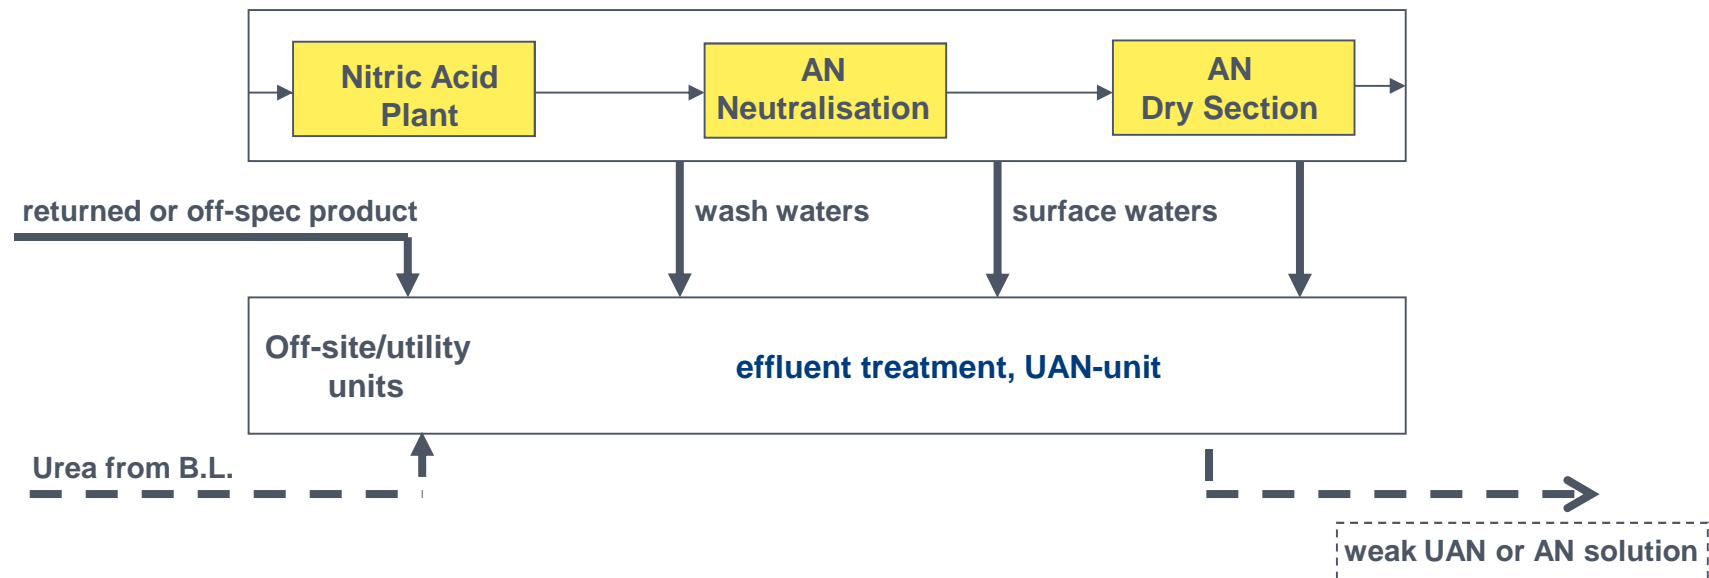 Nitric Acid
Plant
AN
Neutralisation
AN
Dry Section
returned or off-spec product
wash waters
surface waters
Off-site/utility
units
effluent treatment, UAN-unit
Urea from B.L.
weak UAN or AN solution